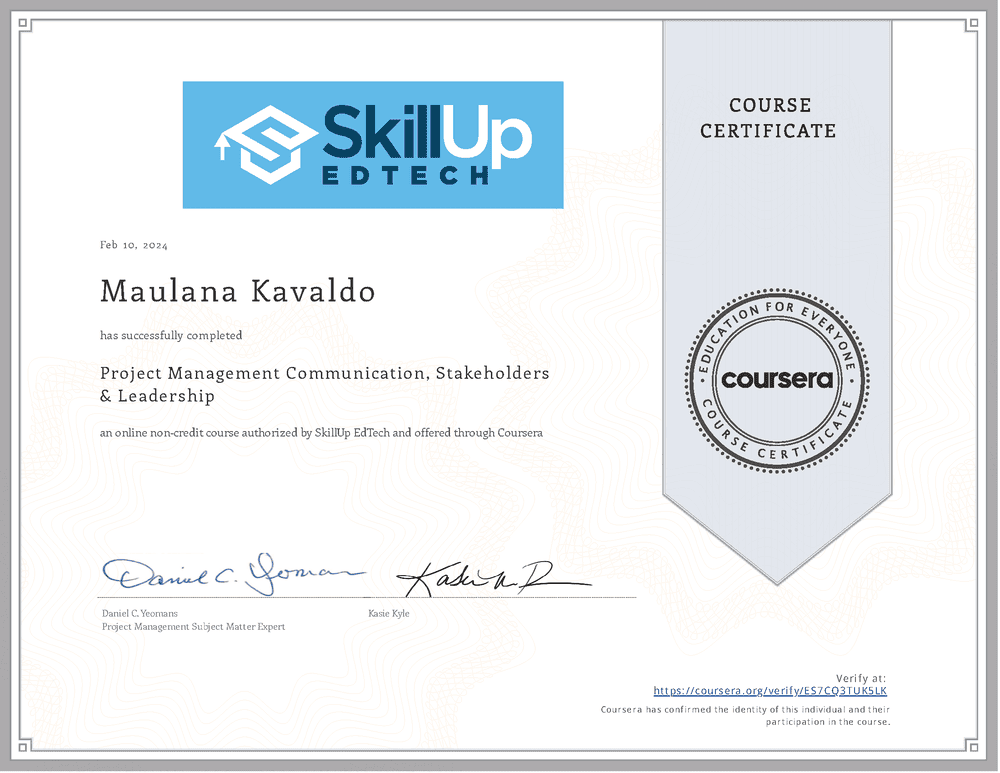 SkillUp
EDTECH
COURSE
CERTIFICATE
Feb 10, 2024
Maulana Kavaldo
has successfully completed
Project Management Communication, Stakeholders
& Leadership
an online non-credit course authorized by SkillUp EdTech and offered through Coursera
EDUCATION FOR EVERYONE
coursera
COURSE CERTIFICATE
Daniel C. Yeomans
Project Management Subject Matter Expert
Kasie Kyle
Verify at:
https://coursera.org/verify/ES7CQ3TUK5LK
Coursera has confirmed the identity of this individual and their
participation in the course.